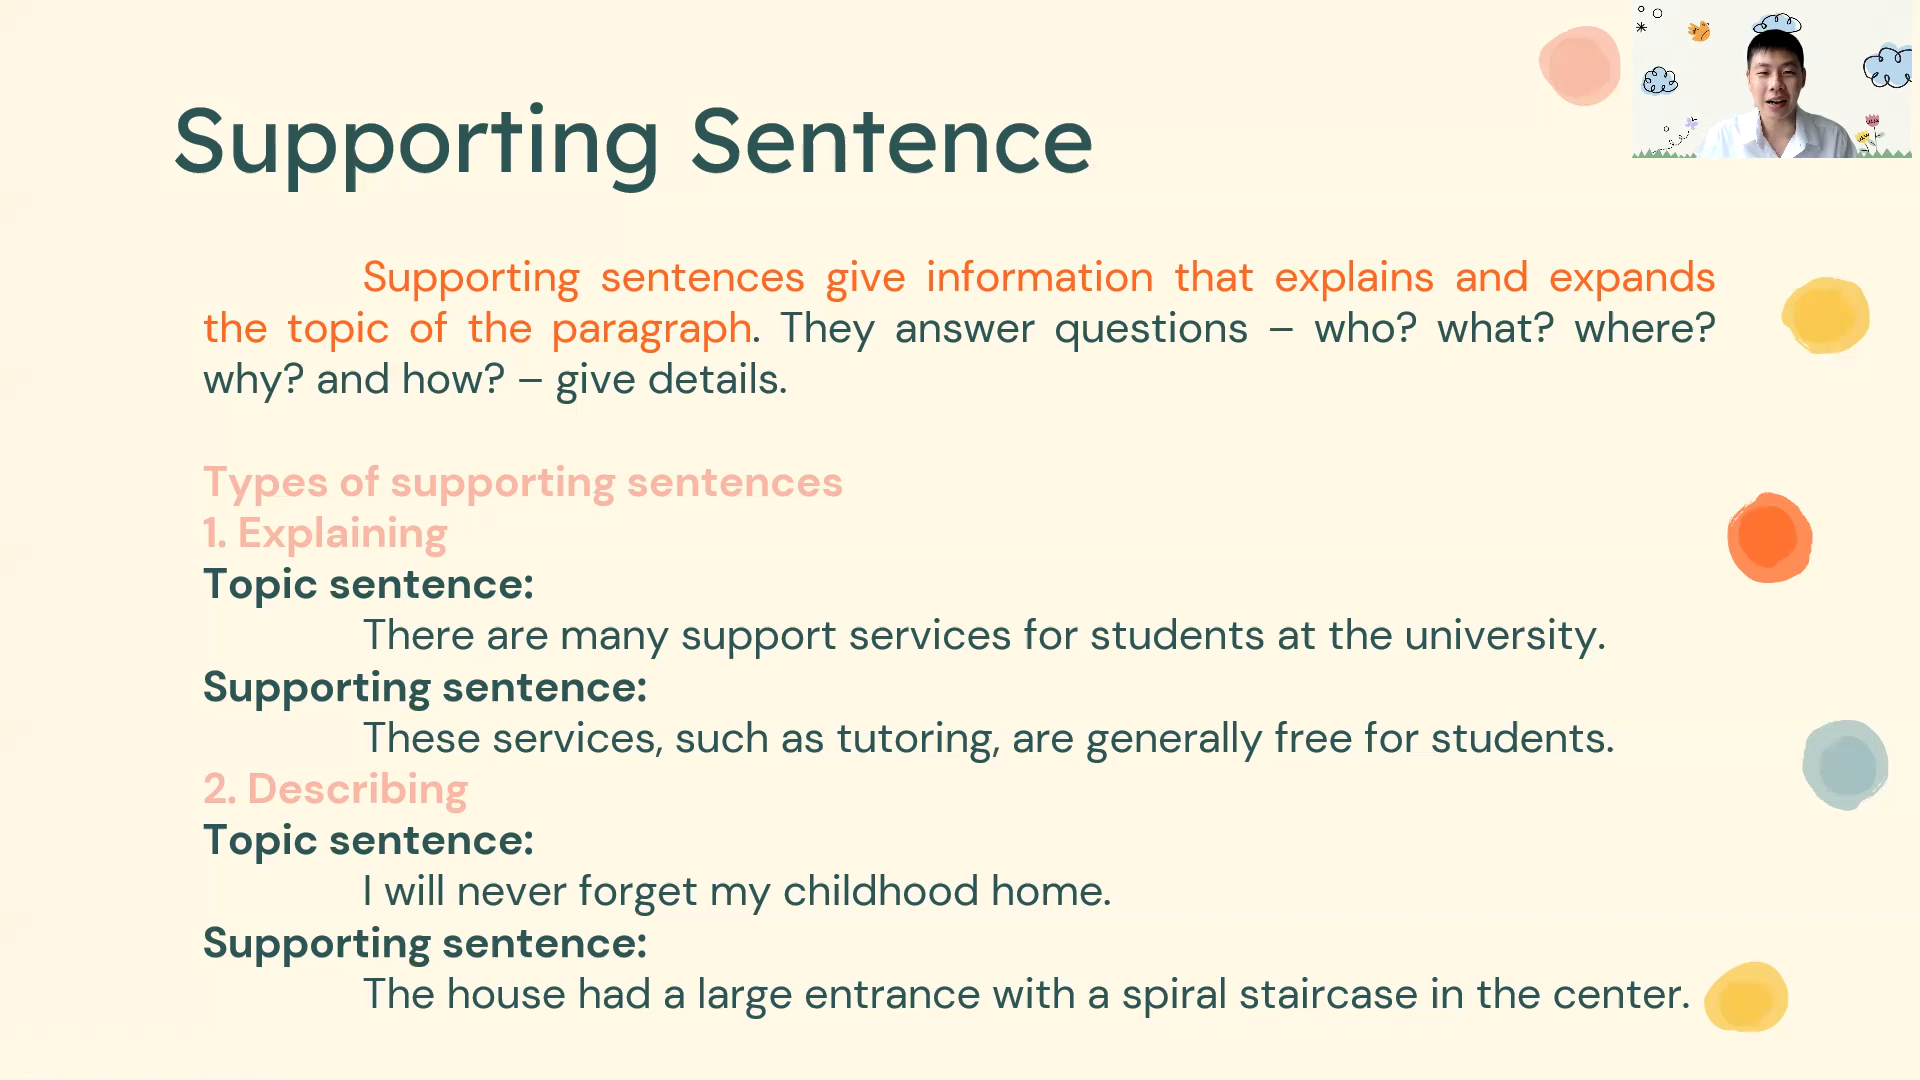 Supporting Sentence
Supporting sentences give information that explains and expands
the topic of the paragraph. They answer questions – who? what? where?
why? and how? – give details.
Types of supporting sentences
1. Explaining
Topic sentence:
There are many support services for students at the university.
Supporting sentence:
These services, such as tutoring, are generally free for students.
2. Describing
Topic sentence:
I will never forget my childhood home.
Supporting sentence:
The house had a large entrance with a spiral staircase in the center.